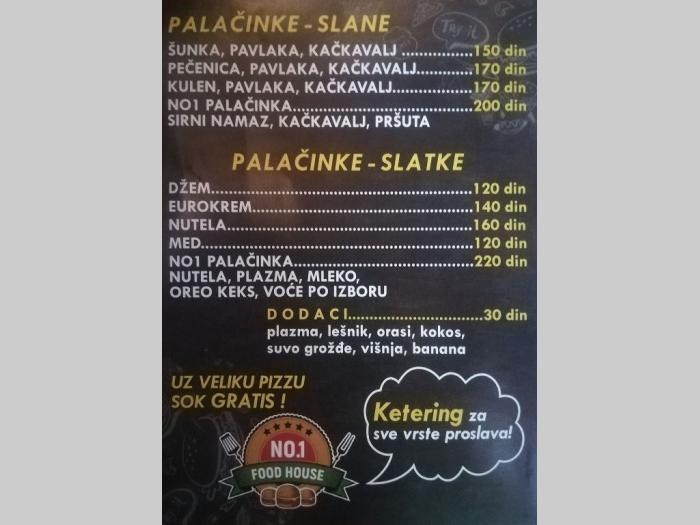 Try it
PALAČINKE - SLANE
ŠUNKA, PAVLAKA, KAČKAVALJ ................150 din
PEČENICA, PAVLAKA, KAČKAVALJ.............170 din
KULEN, PAVLAKA, KAČKAVALJ..................170 din
NO1 PALAČINKA.........................................200 din
SIRNI NAMAZ, KAČKAVALJ, PRŠUTA
PALAČINKE - SLATKE
DŽEM..........................................................120 din
EUROKREM..................................................140 din
NUTELA.......................................................160 din
MED............................................................120 din
NO1 PALAČINKA.........................................220 din
NUTELA, PLAZMA, MLEKO,
OREO KEKS, VOĆE PO IZBORU
DODACI...............................30 din
plazma, lešnik, orasi, kokos,
suvo grožđe, višnja, banana
UZ VELIKU PIZZU
SOK GRATIS !
Ketering za
sve vrste proslava!
NO.1
FOOD HOUSE